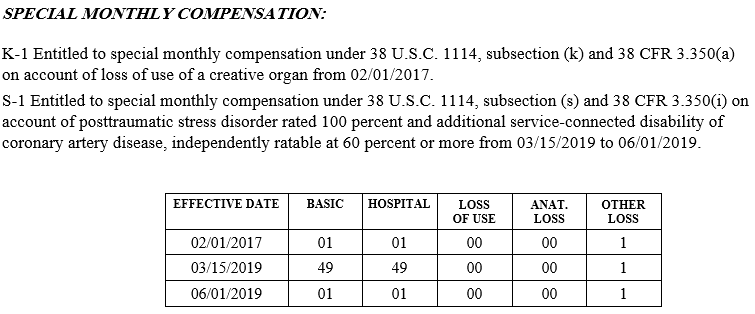 SPECIAL MONTHLY COMPENSATION:
K-1 Entitled to special monthly compensation under 38 U.S.C. 1114, subsection (k) and 38 CFR 3.350(a)
on account of loss of use of a creative organ from 02/01/2017.
S-1 Entitled to special monthly compensation under 38 U.S.C. 1114, subsection (s) and 38 CFR 3.350(i) on
account of posttraumatic stress disorder rated 100 percent and additional service-connected disability of
coronary artery disease, independently ratable at 60 percent or more from 03/15/2019 to 06/01/2019.
EFFECTIVE DATE BASIC HOSPITAL LOSS ANAT. OTHER
OF USE LOSS LOSS
02/01/2017 01 01 00 00 1
03/15/2019 49 49 00 00 1
06/01/2019 01 01 00 00 1